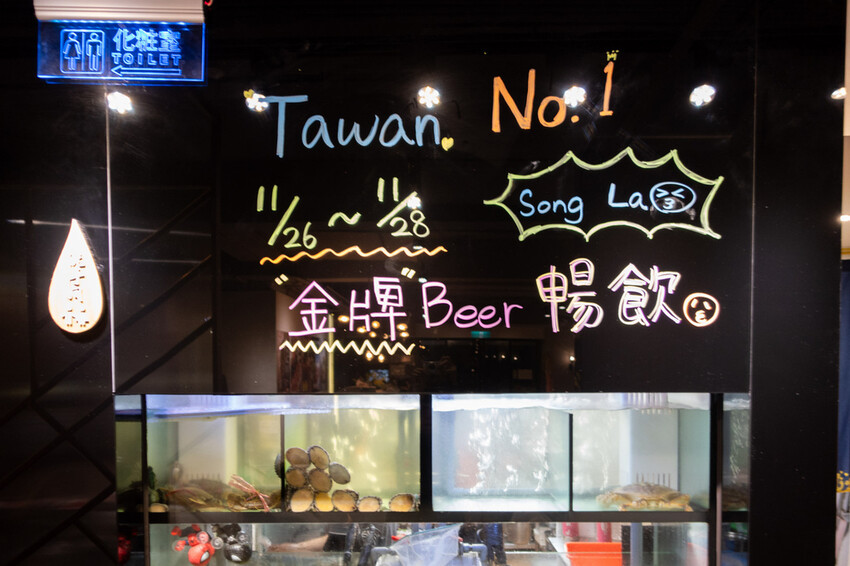 化粧室
TOILET
Tawan No.1
11/26 ~ 11/28
Song La
"金牌" Beer 暢飲